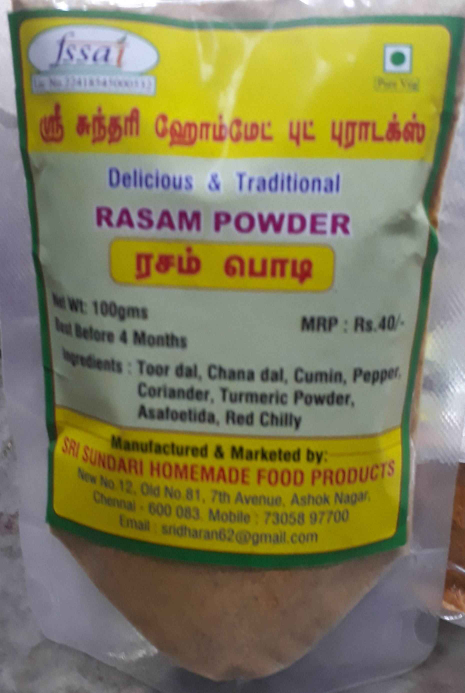 fssai
Lic No.22418545000532
Pure Veg
ஸ்ரீ சுந்தரி ஹோம்மேட் புட் புராடக்ஸ்
Delicious & Traditional
RASAM POWDER
ரசம் பொடி
Net Wt: 100gms
MRP : Rs.40/-
Best Before 4 Months
Ingredients : Toor dal, Chana dal, Cumin, Pepper,
Coriander, Turmeric Powder,
Asafoetida, Red Chilly
Manufactured & Marketed by:
SRI SUNDARI HOMEMADE FOOD PRODUCTS
New No.12, Old No.81, 7th Avenue, Ashok Nagar,
Chennai - 600 083. Mobile : 73058 97700
Email : sridharan62@gmail.com